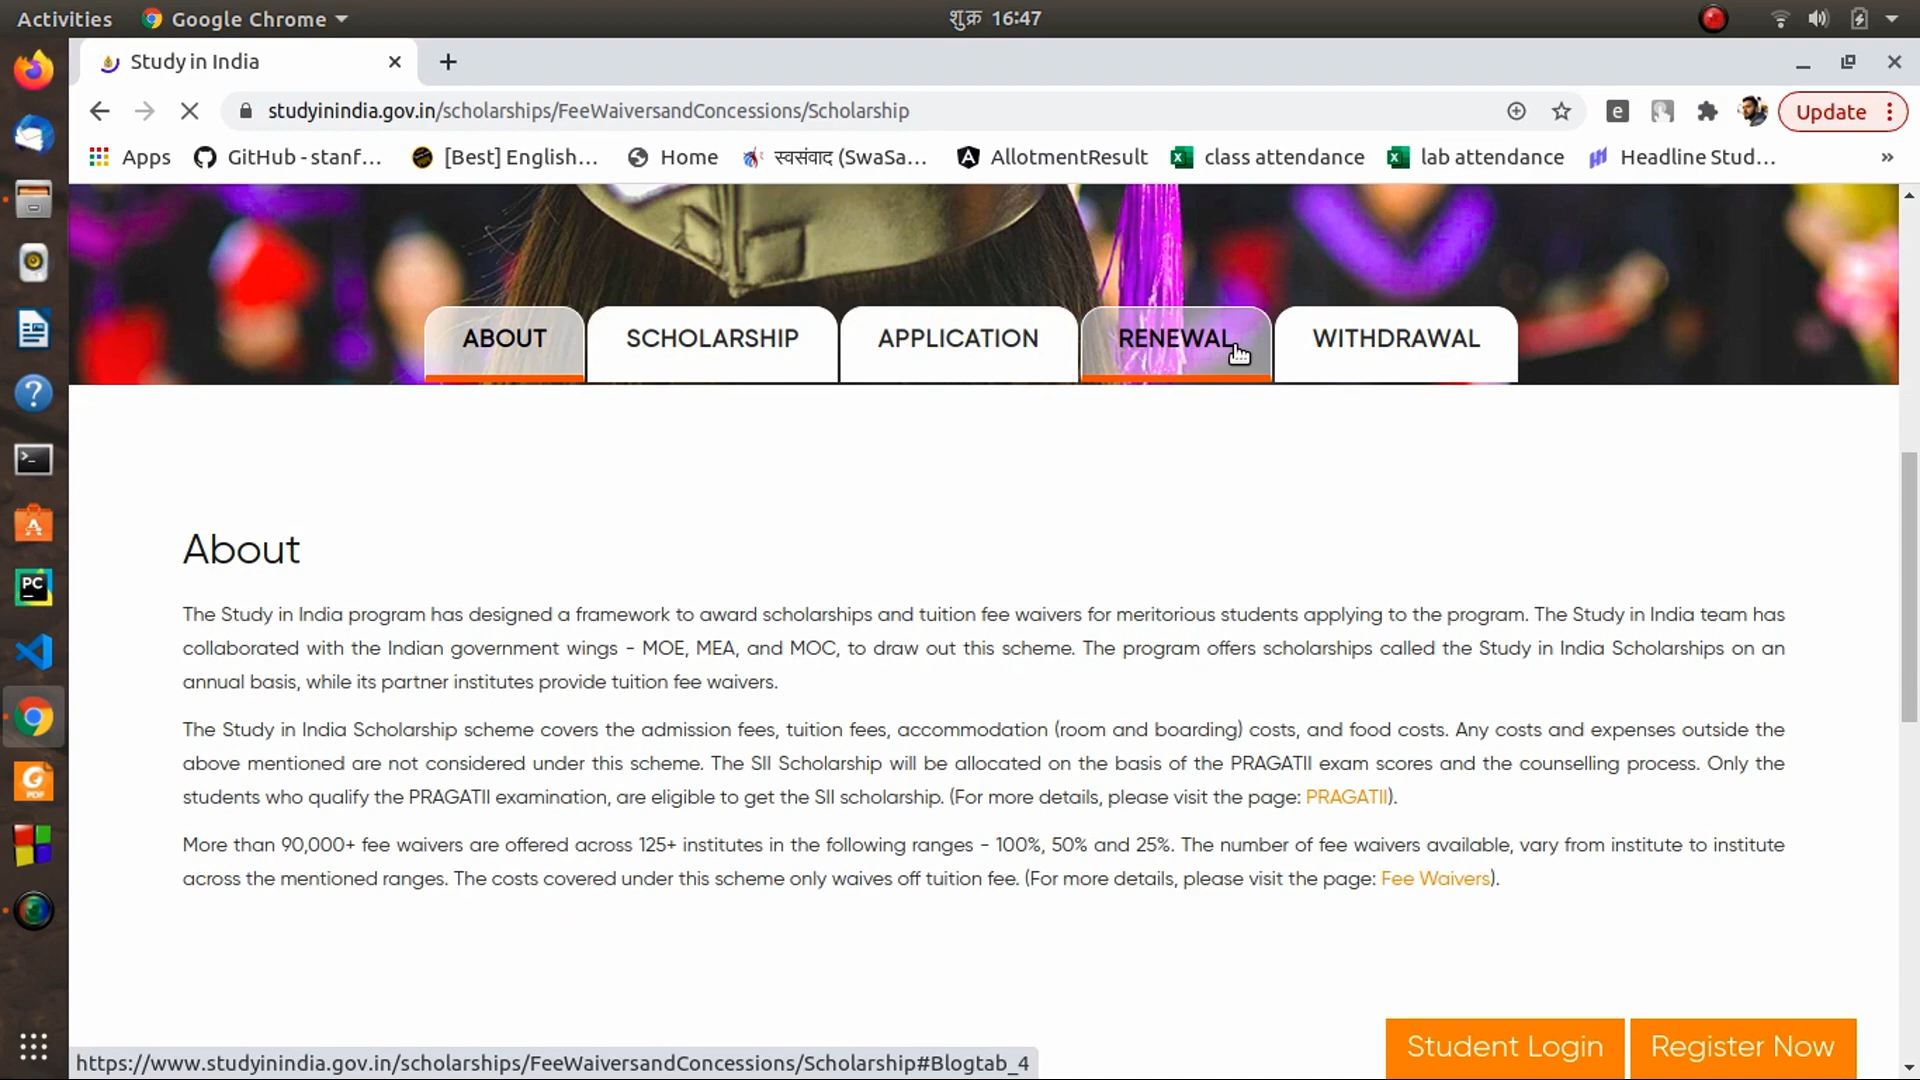 Activities Google Chrome शुक्र 16:47
Study in India
studyinindia.gov.in/scholarships/FeeWaiversandConcessions/Scholarship Update
Apps GitHub - stanf... [Best] English... Home स्वसंवाद (SwaSa... AllotmentResult class attendance lab attendance Headline Stud... »
ABOUT SCHOLARSHIP APPLICATION RENEWAL WITHDRAWAL
About
The Study in India program has designed a framework to award scholarships and tuition fee waivers for meritorious students applying to the program. The Study in India team has
collaborated with the Indian government wings - MOE, MEA, and MOC, to draw out this scheme. The program offers scholarships called the Study in India Scholarships on an
annual basis, while its partner institutes provide tuition fee waivers.
The Study in India Scholarship scheme covers the admission fees, tuition fees, accommodation (room and boarding) costs, and food costs. Any costs and expenses outside the
above mentioned are not considered under this scheme. The SII Scholarship will be allocated on the basis of the PRAGATII exam scores and the counselling process. Only the
students who qualify the PRAGATII examination, are eligible to get the SII scholarship. (For more details, please visit the page: PRAGATII).
More than 90,000+ fee waivers are offered across 125+ institutes in the following ranges - 100%, 50% and 25%. The number of fee waivers available, vary from institute to institute
across the mentioned ranges. The costs covered under this scheme only waives off tuition fee. (For more details, please visit the page: Fee Waivers).
Student Login Register Now
https://www.studyinindia.gov.in/scholarships/FeeWaiversandConcessions/Scholarship#Blogtab_4